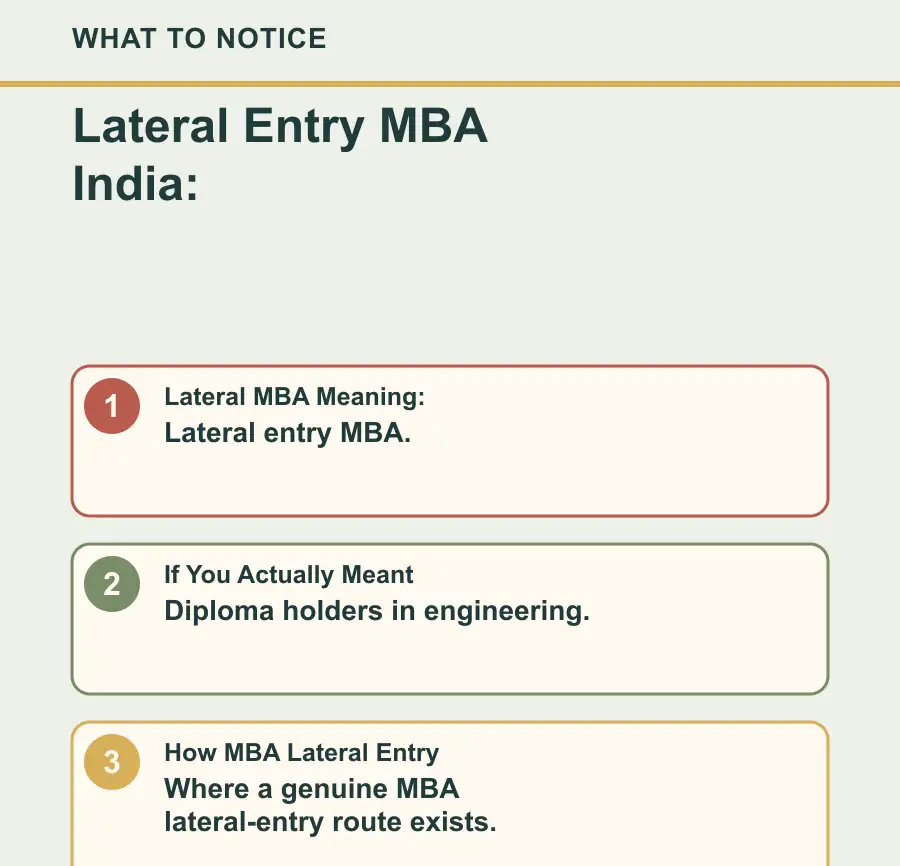 WHAT TO NOTICE
Lateral Entry MBA
India:
1
Lateral MBA Meaning:
Lateral entry MBA.
2
If You Actually Meant
Diploma holders in engineering.
3
How MBA Lateral Entry
Where a genuine MBA
lateral-entry route exists.